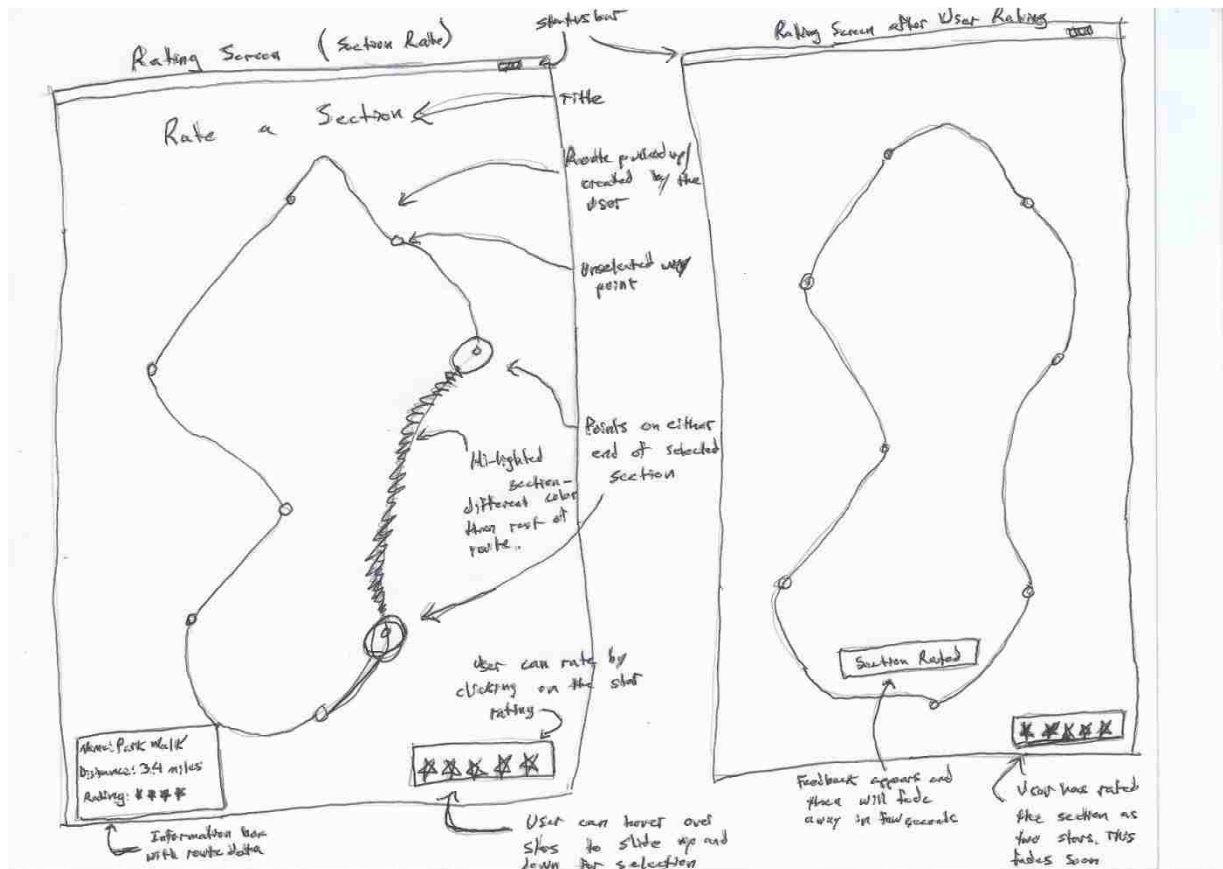 Rating Screen (Section Rate)
status bar
Rate a Section
Title
Route pulled up/
created by the
User
Unselected way
point
Points on either
end of selected
section
Hi-lighted
section-
different color
than rest of
route.
User can rate by
clicking on the star
rating
Name: Park Walk
Distance: 3.4 miles
Rating: ****
Information box
with route data
User can hover over
stars to slide up and
down for selection
Rating Screen after User Rating
Section Rated
Feedback appears and
then will fade
away in few seconds
User has rated
the section as
two stars. This
fades soon